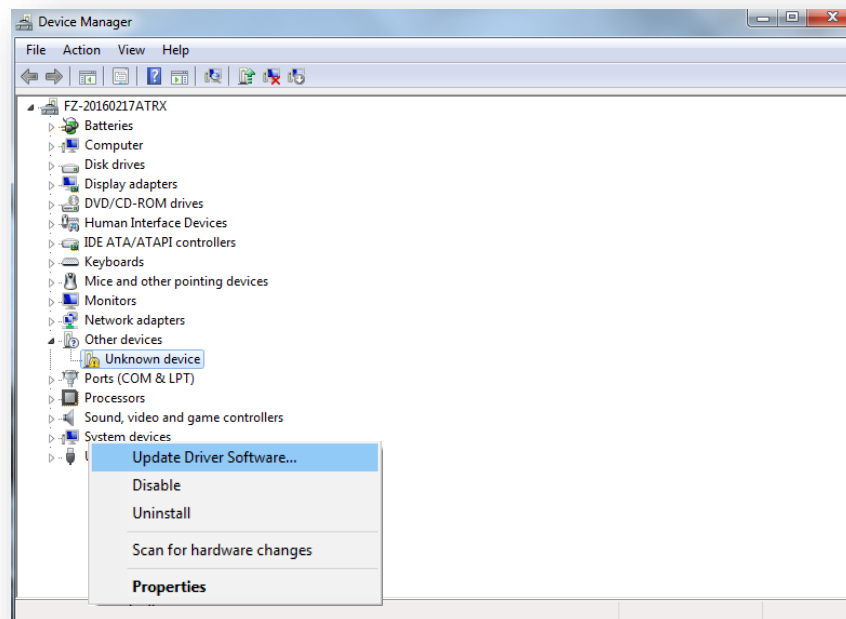 Device Manager
File Action View Help
FZ-20160217ATRX
Batteries
Computer
Disk drives
Display adapters
DVD/CD-ROM drives
Human Interface Devices
IDE ATA/ATAPI controllers
Keyboards
Mice and other pointing devices
Monitors
Network adapters
Other devices
Unknown device
Ports (COM & LPT)
Processors
Sound, video and game controllers
System devices
Update Driver Software...
Disable
Uninstall
Scan for hardware changes
Properties